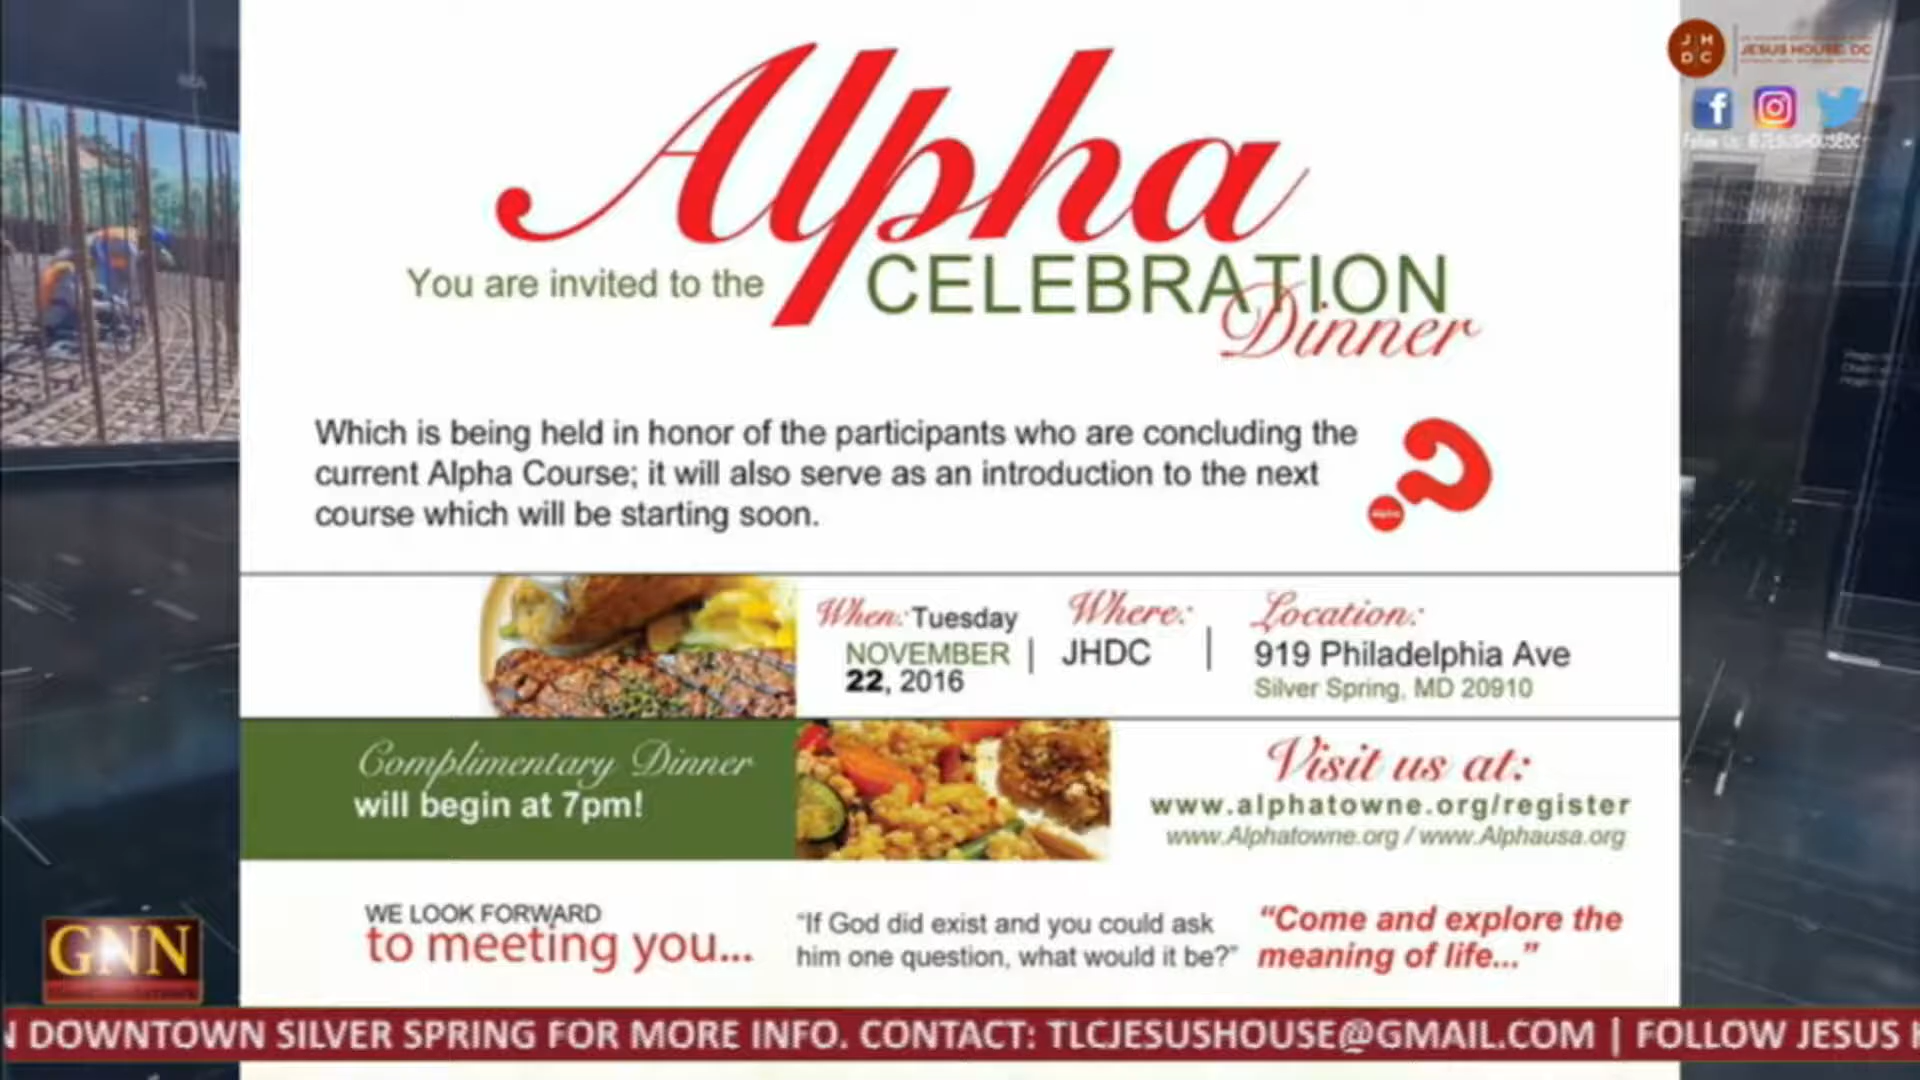 Alpha
You are invited to the CELEBRATION
Dinner
Which is being held in honor of the participants who are concluding the
current Alpha Course; it will also serve as an introduction to the next
course which will be starting soon.
When: Tuesday
NOVEMBER
22, 2016
Where:
JHDC
Location:
919 Philadelphia Ave
Silver Spring, MD 20910
Complimentary Dinner
will begin at 7pm!
Visit us at:
www.alphatowne.org/register
www.Alphatowne.org / www.Alphausa.org
WE LOOK FORWARD
to meeting you...
"If God did exist and you could ask
him one question, what would it be?"
"Come and explore the
meaning of life..."
JH
DC
JESUS HOUSE, DC
Follow Us: @JESUSHOUSEDC
GNN
N DOWNTOWN SILVER SPRING FOR MORE INFO. CONTACT: TLCJESUSHOUSE@GMAIL.COM | FOLLOW JESUS H